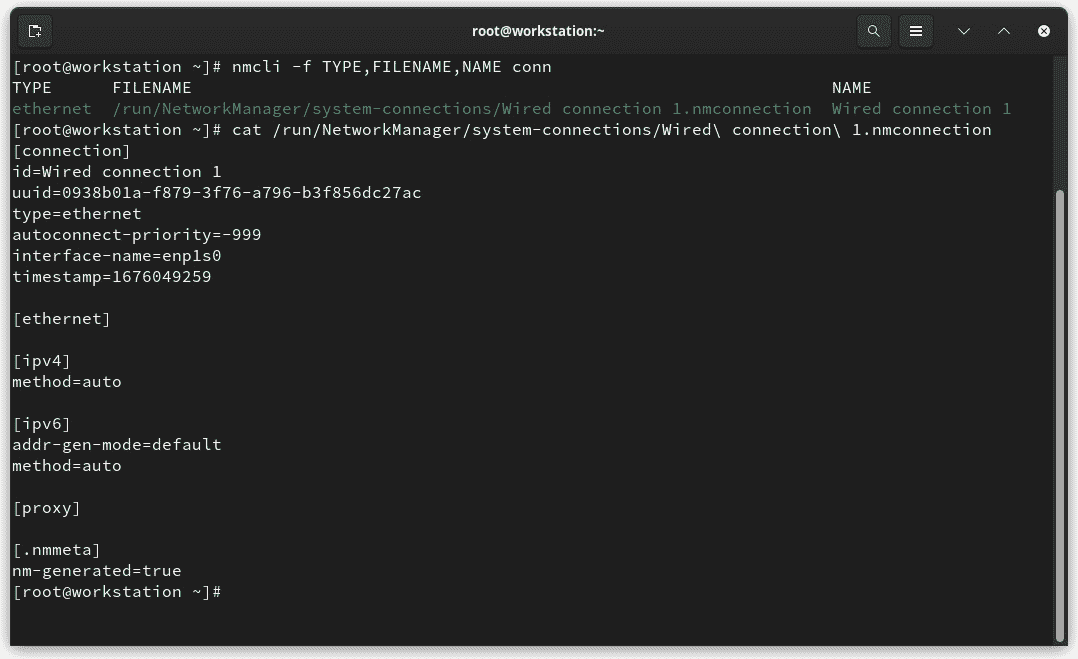 root@workstation:~
[root@workstation ~]# nmcli -f TYPE,FILENAME,NAME conn
TYPE      FILENAME                                                                NAME
ethernet  /run/NetworkManager/system-connections/Wired connection 1.nmconnection  Wired connection 1
[root@workstation ~]# cat /run/NetworkManager/system-connections/Wired\ connection\ 1.nmconnection
[connection]
id=Wired connection 1
uuid=0938b01a-f879-3f76-a796-b3f856dc27ac
type=ethernet
autoconnect-priority=-999
interface-name=enp1s0
timestamp=1676049259
[ethernet]
[ipv4]
method=auto
[ipv6]
addr-gen-mode=default
method=auto
[proxy]
[.nmmeta]
nm-generated=true
[root@workstation ~]#